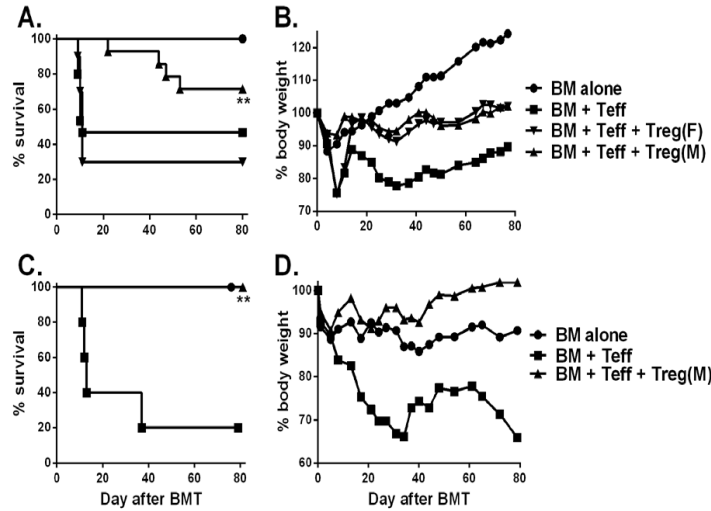 A.
% survival
100
80
60
40
20
0
0 20 40 60 80
**
B.
% body weight
120
110
100
90
80
70
0 20 40 60 80
BM alone
BM + Teff
BM + Teff + Treg(F)
BM + Teff + Treg(M)
C.
% survival
100
80
60
40
20
0
0 20 40 60 80
**
Day after BMT
D.
% body weight
100
90
80
70
60
0 20 40 60 80
Day after BMT
BM alone
BM + Teff
BM + Teff + Treg(M)